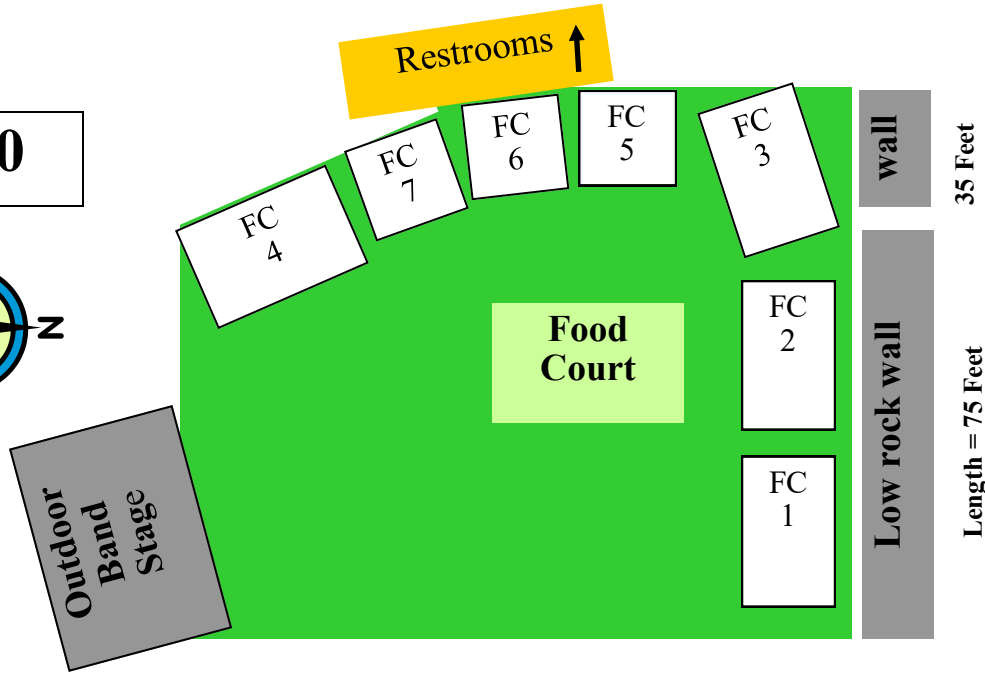 Restrooms
0
FC
4
FC
7
FC
6
FC
5
FC
3
wall
35 Feet
N
Food
Court
FC
2
FC
1
Low rock wall
Length = 75 Feet
Outdoor
Band
Stage